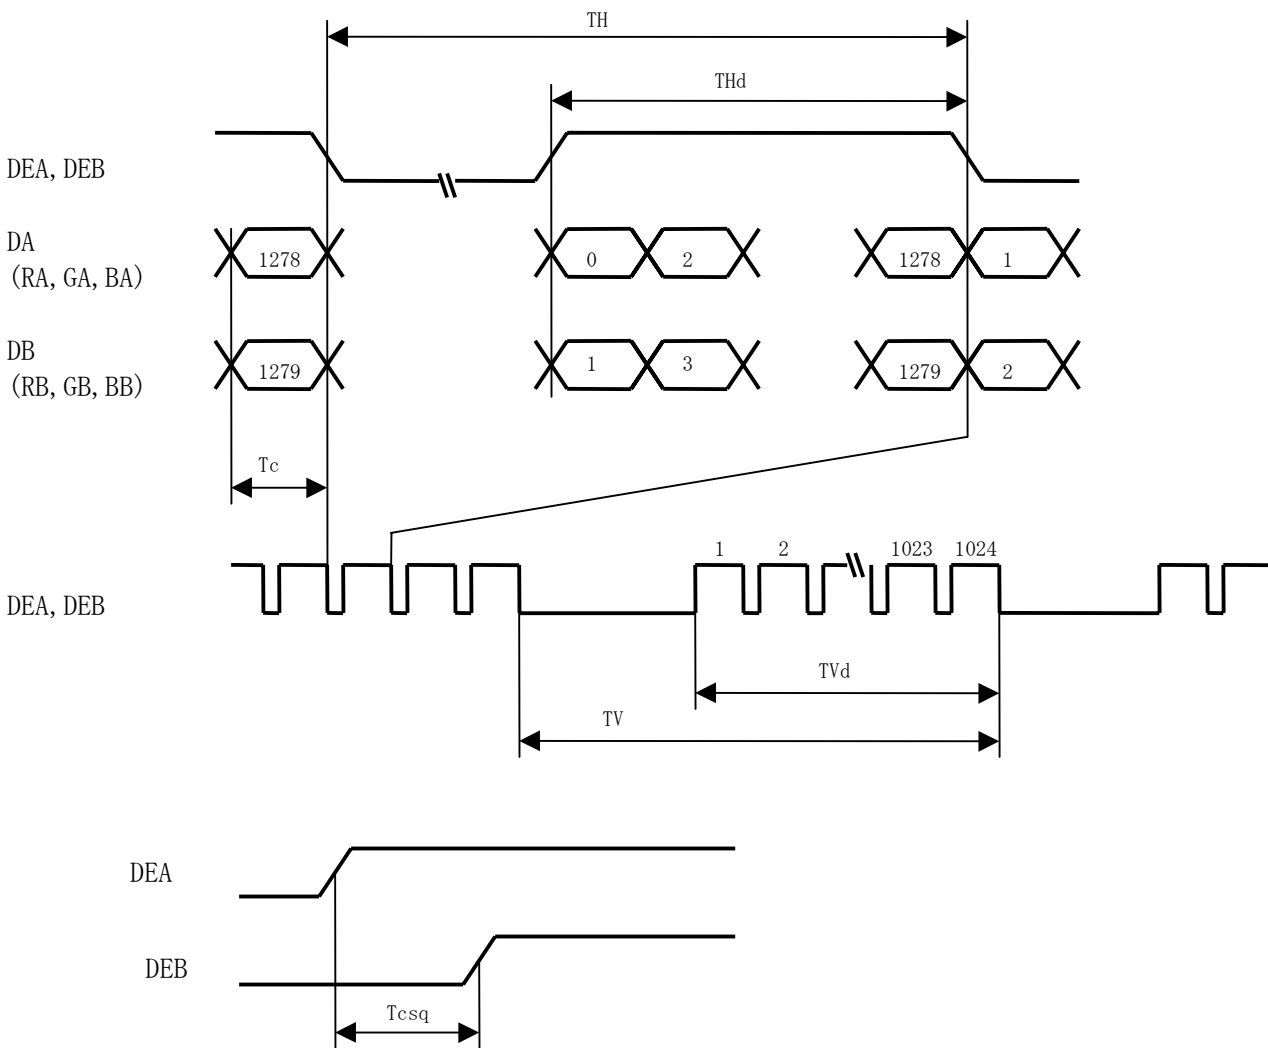 TH
THd
DEA, DEB
DA
(RA, GA, BA)
1278
0
2
1278
1
DB
(RB, GB, BB)
1279
1
3
1279
2
Tc
1
2
1023
1024
DEA, DEB
TVd
TV
DEA
DEB
Tcsq